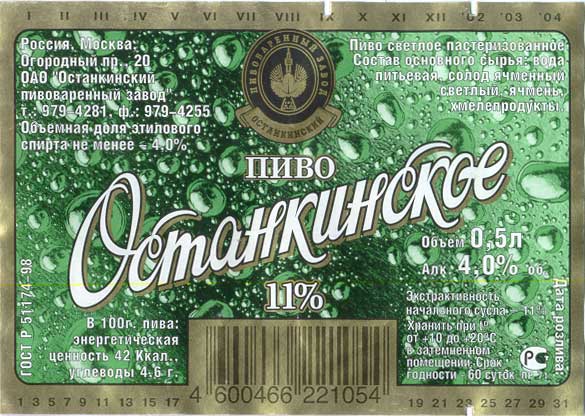 I II III IV V VI VII VIII IX X XI XII '02 '03 '04
Россия, Москва:
Огородный пр., 20
ОАО "Останкинский
пивоваренный завод"
т.: 979-4281, ф.: 979-4255
Объемная доля этилового
спирта не менее - 4,0%
ПИВОВАРЕННЫЙ ЗАВОД
ОСТАНКИНСКИЙ
Пиво светлое пастеризованное
Состав основного сырья: вода
питьевая, солод ячменный
светлый, ячмень,
хмелепродукты.
ПИВО
Останкинское
11%
Объем 0,5л
Алк. 4,0% об.
ГОСТ Р 51174-98
В 100г. пива:
энергетическая
ценность 42 Ккал.,
углеводы 4,6 г.
4 600466 221054
Экстрактивность
начального сусла - 11%
Хранить при t°
от +10 до +20°С
в затемненном
помещении. Срок
годности - 60 суток
Дата розлива:
1 3 5 7 9 11 13 15 17
19 21 23 25 27 29 31